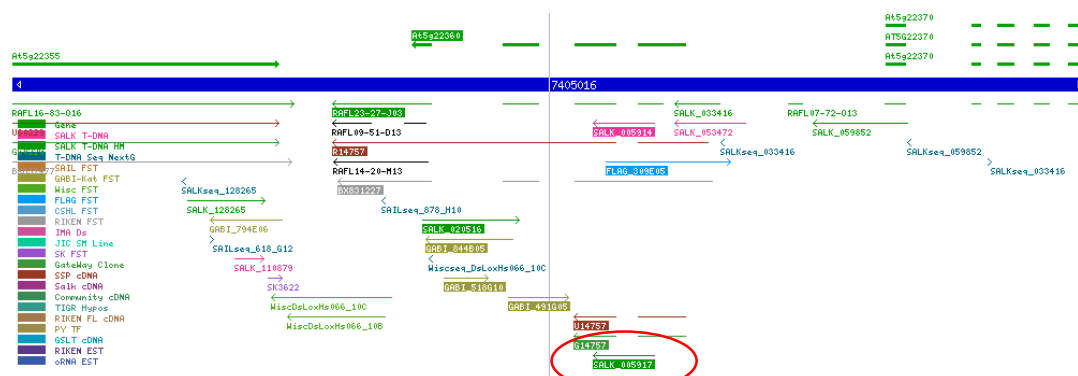 At5g22370
At5g22360 AT5G22370
At5g22355 At5g22370
7405016
RAFL16-83-O16 RAFL23-27-J03 SALK_033416 RAFL07-72-O13
RAFL09-51-D13 SALK_005914 SALK_053472 SALK_059852
R14757 SALKseq_033416 SALKseq_059852
RAFL14-20-M13 FLAG_309E05 SALKseq_033416
SALKseq_128265 BX831227
SALK_128265 SAILseq_878_H10
GABI_794E06 SALK_020516
SAILseq_618_G12 GABI_844B05
SALK_110879 Wiscseq_DsLoxHs066_10C
SK3622 GABI_518G10
WiscDsLoxHs066_10C GABI_491G05
WiscDsLoxHs066_10B U14757
G14757
SALK_005917
Gene
SALK T-DNA
SALK T-DNA HM
T-DNA Seq NextG
SAIL FST
GABI-Kat FST
Wisc FST
FLAG FST
CSHL FST
RIKEN FST
IMA Ds
JIC SM Line
SK FST
GateWay Clone
SSP cDNA
Salk cDNA
Community cDNA
TIGR Hypos
RIKEN FL cDNA
PY TF
GSLT cDNA
RIKEN EST
oRNA EST